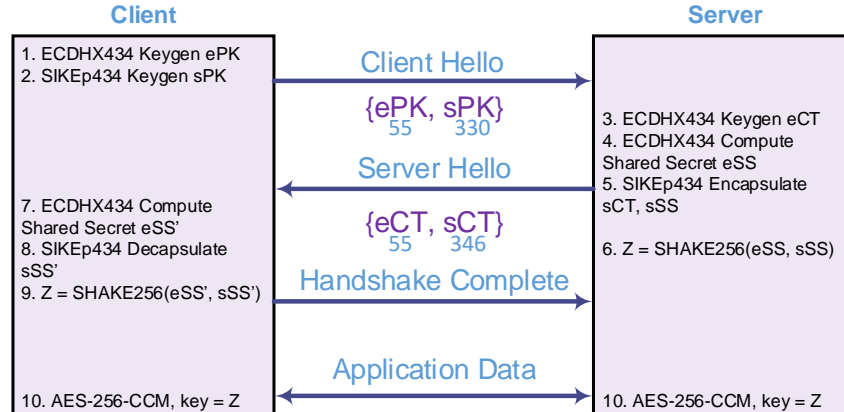 Client
Server
1. ECDHX434 Keygen ePK
2. SIKEp434 Keygen sPK
Client Hello
{ePK, sPK}
55 330
3. ECDHX434 Keygen eCT
4. ECDHX434 Compute
Shared Secret eSS
5. SIKEp434 Encapsulate
sCT, sSS
Server Hello
{eCT, sCT}
55 346
6. Z = SHAKE256(eSS, sSS)
7. ECDHX434 Compute
Shared Secret eSS’
8. SIKEp434 Decapsulate
sSS’
9. Z = SHAKE256(eSS’, sSS’)
Handshake Complete
Application Data
10. AES-256-CCM, key = Z
10. AES-256-CCM, key = Z